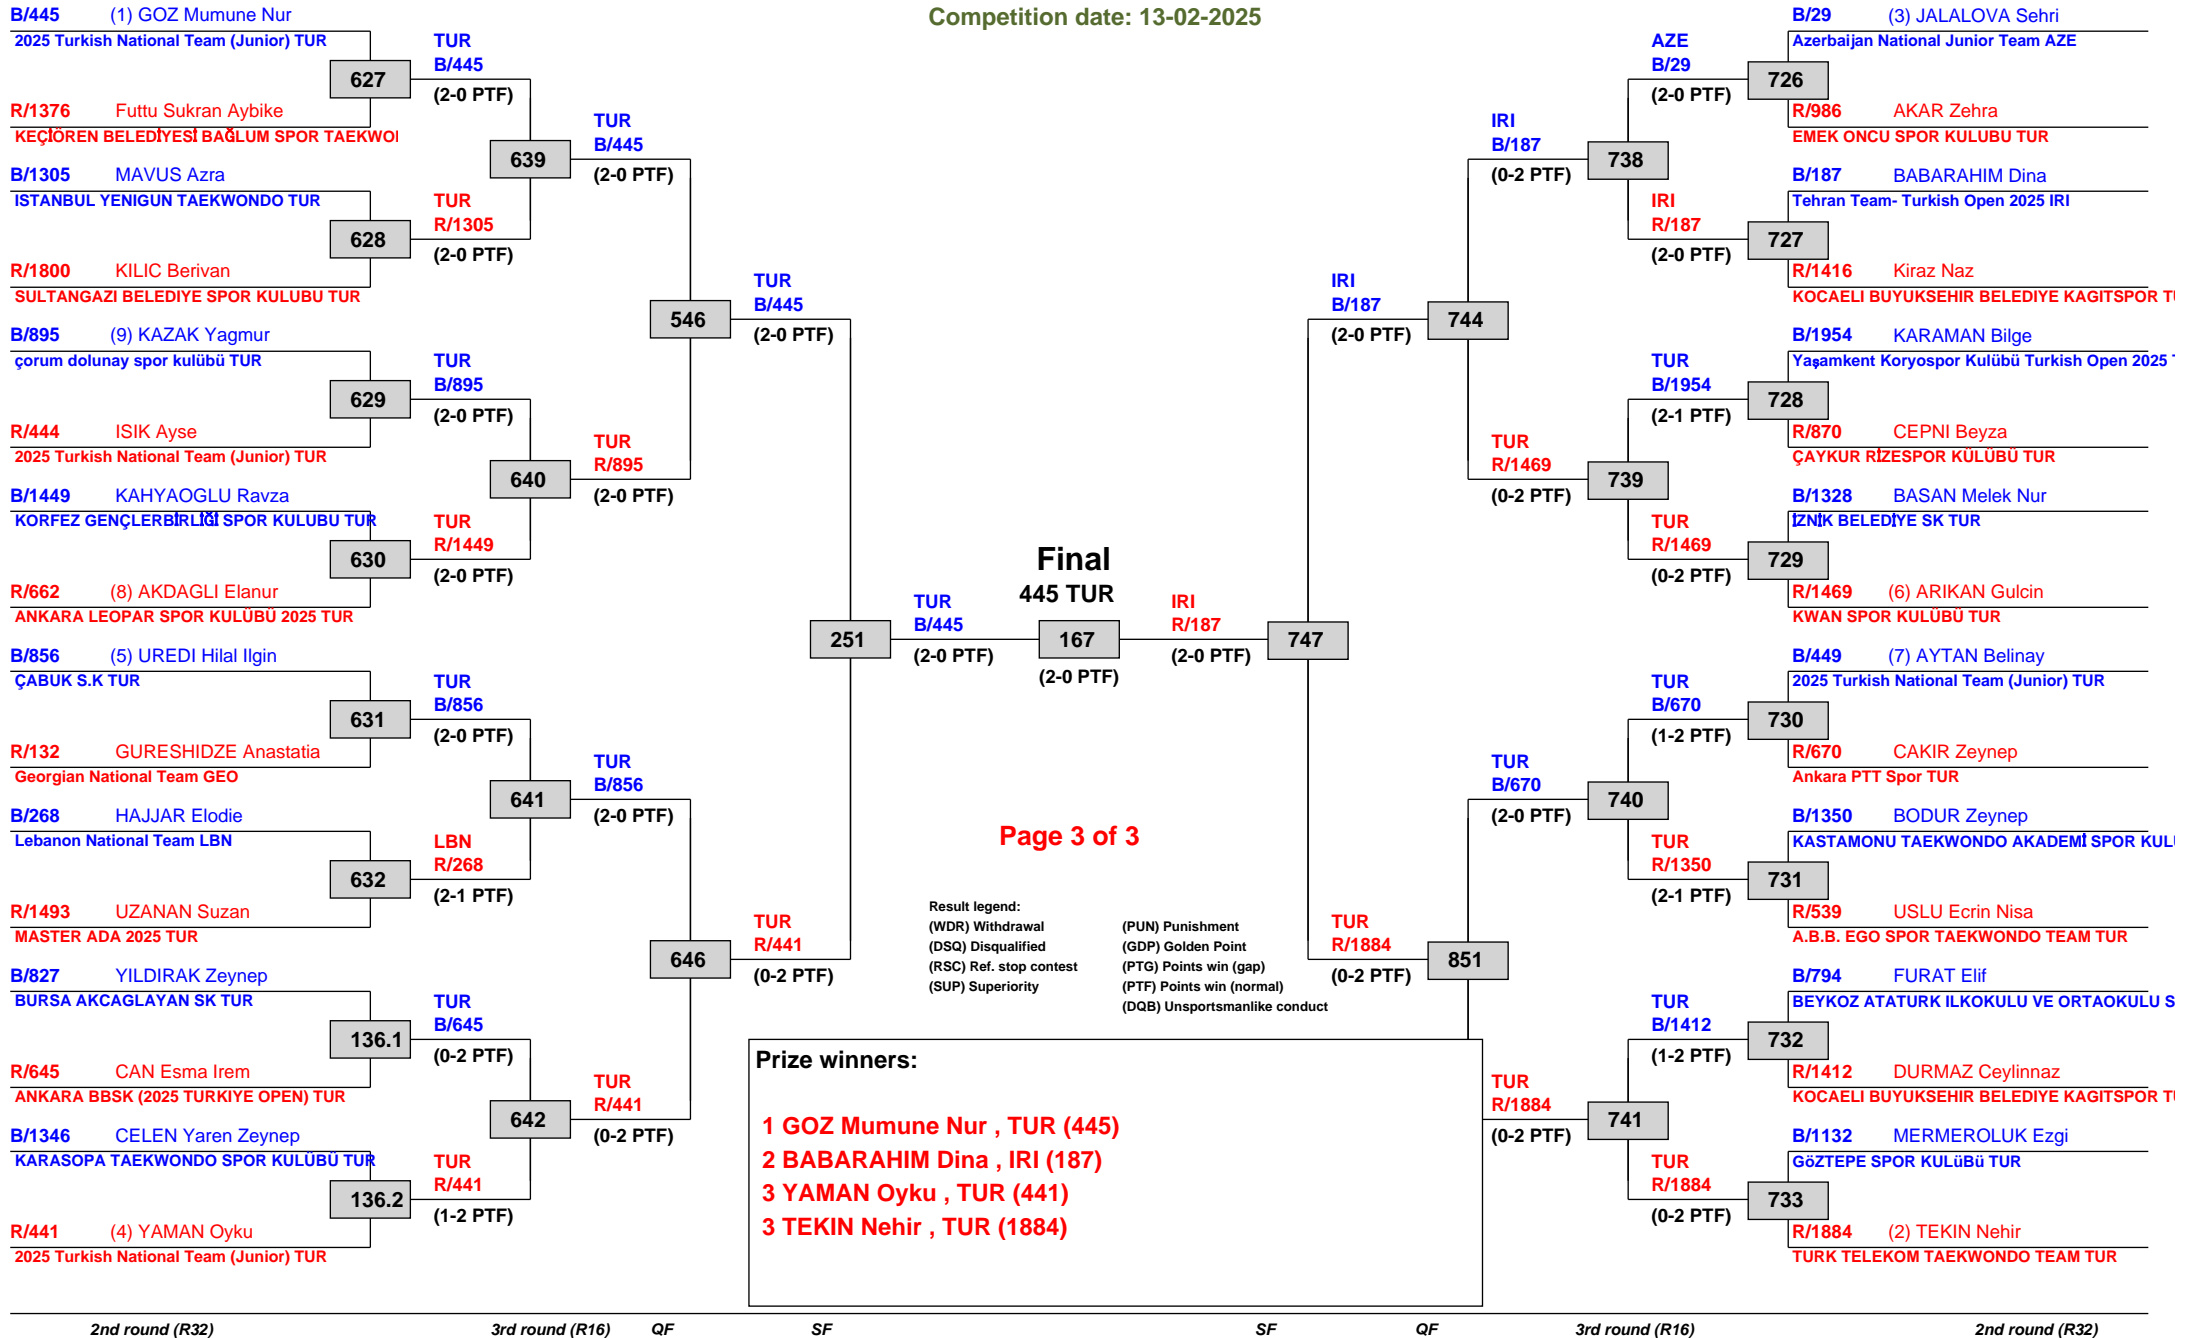 Competition date: 13-02-2025
B/445 (1) GOZ Mumune Nur
2025 Turkish National Team (Junior) TUR
R/1376 Futtu Sukran Aybike
KEÇİÖREN BELEDİYESİ BAĞLUM SPOR TAEKWO
B/1305 MAVUS Azra
ISTANBUL YENIGUN TAEKWONDO TUR
R/1800 KILIC Berivan
SULTANGAZI BELEDIYE SPOR KULUBU TUR
B/895 (9) KAZAK Yagmur
çorum dolunay spor kulübü TUR
R/444 ISIK Ayse
2025 Turkish National Team (Junior) TUR
B/1449 KAHYAOGLU Ravza
KORFEZ GENÇLERBİRLİĞİ SPOR KULUBU TUR
R/662 (8) AKDAGLI Elanur
ANKARA LEOPAR SPOR KULÜBÜ 2025 TUR
B/856 (5) UREDI Hilal Ilgin
ÇABUK S.K TUR
R/132 GURESHIDZE Anastatia
Georgian National Team GEO
B/268 HAJJAR Elodie
Lebanon National Team LBN
R/1493 UZANAN Suzan
MASTER ADA 2025 TUR
B/827 YILDIRAK Zeynep
BURSA AKCAGLAYAN SK TUR
R/645 CAN Esma Irem
ANKARA BBSK (2025 TURKIYE OPEN) TUR
B/1346 CELEN Yaren Zeynep
KARASOPA TAEKWONDO SPOR KULÜBÜ TUR
R/441 (4) YAMAN Oyku
2025 Turkish National Team (Junior) TUR
627
628
629
630
631
632
136.1
136.2
TUR
B/445
(2-0 PTF)
TUR
R/1305
(2-0 PTF)
TUR
B/895
(2-0 PTF)
TUR
R/1449
(2-0 PTF)
TUR
B/856
(2-0 PTF)
LBN
R/268
(2-1 PTF)
TUR
B/645
(0-2 PTF)
TUR
R/441
(1-2 PTF)
639
640
641
642
TUR
B/445
(2-0 PTF)
TUR
R/895
(2-0 PTF)
TUR
B/856
(2-0 PTF)
TUR
R/441
(0-2 PTF)
546
646
TUR
B/445
(2-0 PTF)
TUR
R/441
(0-2 PTF)
251
TUR
B/445
(2-0 PTF)
Final
445 TUR
167
(2-0 PTF)
IRI
R/187
(2-0 PTF)
747
IRI
B/187
(2-0 PTF)
TUR
R/1884
(0-2 PTF)
744
851
IRI
B/187
(0-2 PTF)
TUR
R/1469
(0-2 PTF)
TUR
B/670
(2-0 PTF)
TUR
R/1884
(0-2 PTF)
738
739
740
741
AZE
B/29
(2-0 PTF)
IRI
R/187
(2-0 PTF)
TUR
B/1954
(2-1 PTF)
TUR
R/1469
(0-2 PTF)
TUR
B/670
(1-2 PTF)
TUR
R/1350
(2-1 PTF)
TUR
B/1412
(1-2 PTF)
TUR
R/1884
(0-2 PTF)
726
727
728
729
730
731
732
733
B/29 (3) JALALOVA Sehri
Azerbaijan National Junior Team AZE
R/986 AKAR Zehra
EMEK ONCU SPOR KULUBU TUR
B/187 BABARAHIM Dina
Tehran Team- Turkish Open 2025 IRI
R/1416 Kiraz Naz
KOCAELI BUYUKSEHIR BELEDIYE KAGITSPOR T
B/1954 KARAMAN Bilge
Yaşamkent Koryospor Kulübü Turkish Open 2025
R/870 CEPNI Beyza
ÇAYKUR RİZESPOR KÜLÜBÜ TUR
B/1328 BASAN Melek Nur
İZNİK BELEDİYE SK TUR
R/1469 (6) ARIKAN Gulcin
KWAN SPOR KULÜBÜ TUR
B/449 (7) AYTAN Belinay
2025 Turkish National Team (Junior) TUR
R/670 CAKIR Zeynep
Ankara PTT Spor TUR
B/1350 BODUR Zeynep
KASTAMONU TAEKWONDO AKADEMİ SPOR KUL
R/539 USLU Ecrin Nisa
A.B.B. EGO SPOR TAEKWONDO TEAM TUR
B/794 FURAT Elif
BEYKOZ ATATURK ILKOKULU VE ORTAOKULU S
R/1412 DURMAZ Ceylinnaz
KOCAELI BUYUKSEHIR BELEDIYE KAGITSPOR T
B/1132 MERMEROLUK Ezgi
GöZTEPE SPOR KULüBü TUR
R/1884 (2) TEKIN Nehir
TURK TELEKOM TAEKWONDO TEAM TUR
Page 3 of 3
Result legend:
(WDR) Withdrawal (PUN) Punishment
(DSQ) Disqualified (GDP) Golden Point
(RSC) Ref. stop contest (PTG) Points win (gap)
(SUP) Superiority (PTF) Points win (normal)
(DQB) Unsportsmanlike conduct
Prize winners:
1 GOZ Mumune Nur , TUR (445)
2 BABARAHIM Dina , IRI (187)
3 YAMAN Oyku , TUR (441)
3 TEKIN Nehir , TUR (1884)
2nd round (R32) 3rd round (R16) QF SF SF QF 3rd round (R16) 2nd round (R32)